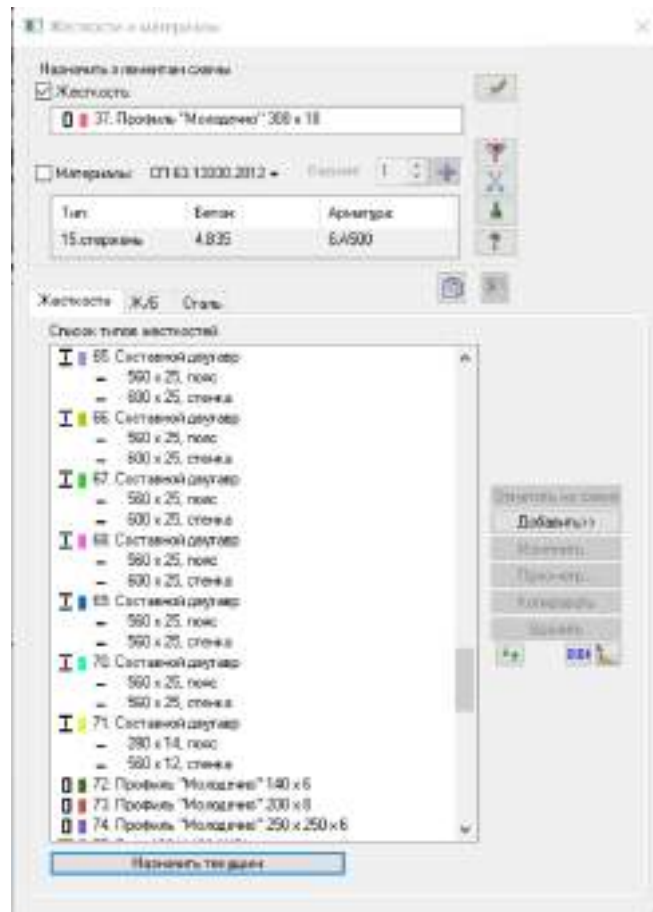 Жесткости и материалы
Назначить элементам схемы
Жесткость
37. Профиль "Молодечно" 300 x 10
Материалы СП 63.13330.2012 1
Тип Бетон Арматура
15.стержень 4.B35 6.A500
Жесткости Ж/Б Сталь
Список типов жесткостей
65. Составной двутавр
560 x 25, пояс
600 x 25, стенка
66. Составной двутавр
560 x 25, пояс
600 x 25, стенка
67. Составной двутавр
560 x 25, пояс
600 x 25, стенка
68. Составной двутавр
560 x 25, пояс
600 x 25, стенка
69. Составной двутавр
560 x 25, пояс
560 x 25, стенка
70. Составной двутавр
560 x 25, пояс
560 x 25, стенка
71. Составной двутавр
280 x 14, пояс
560 x 12, стенка
72. Профиль "Молодечно" 140 x 6
73. Профиль "Молодечно" 200 x 8
74. Профиль "Молодечно" 250 x 250 x 6
Добавить>>
Изменить...
Просмотр...
Копировать
Удалить
Назначить текущим